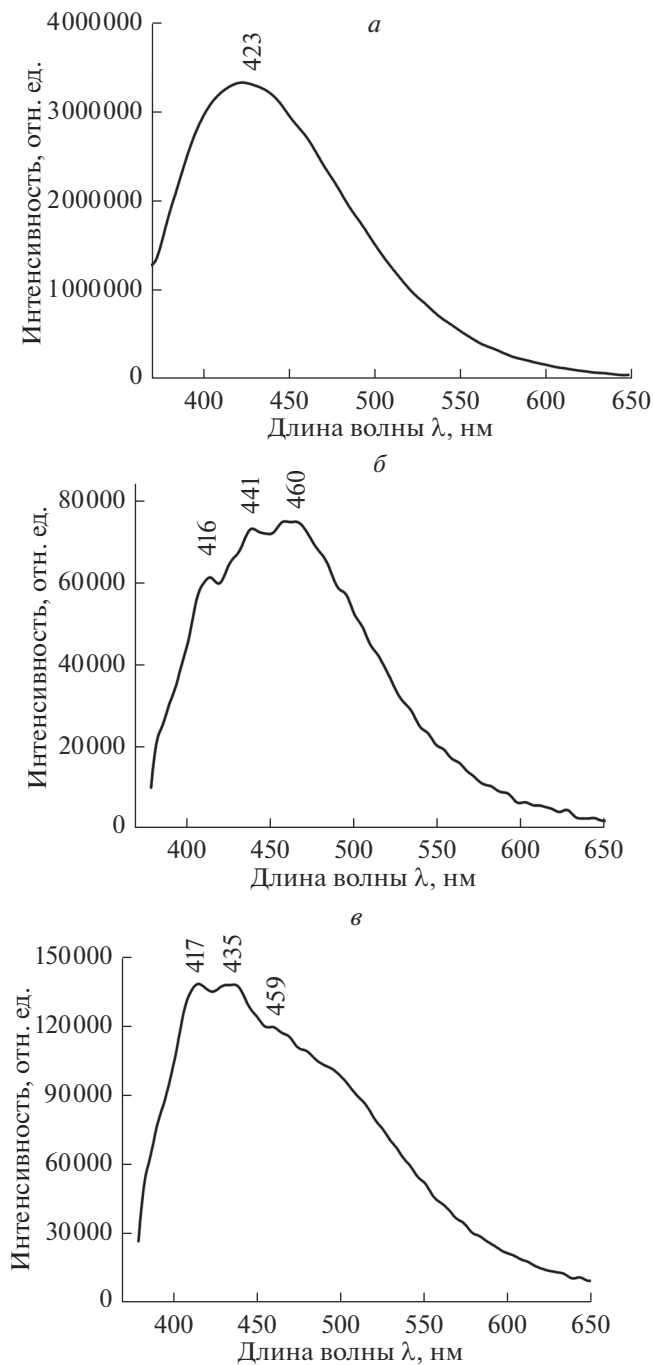 а
Интенсивность, отн. ед.
4000000
3000000
2000000
1000000
0
423
400 450 500 550 600 650
Длина волны λ, нм
б
Интенсивность, отн. ед.
80000
60000
40000
20000
0
416 441 460
400 450 500 550 600 650
Длина волны λ, нм
в
Интенсивность, отн. ед.
150000
120000
90000
60000
30000
0
417 435 459
400 450 500 550 600 650
Длина волны λ, нм